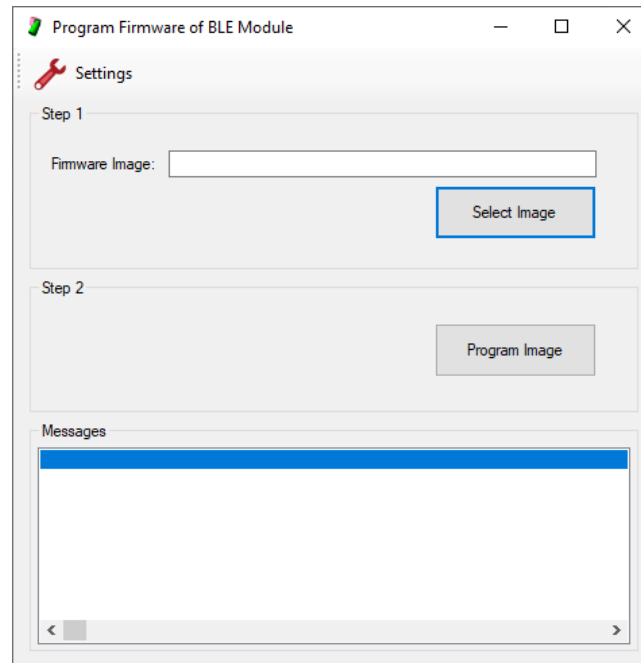 Program Firmware of BLE Module
Settings
Step 1
Firmware Image:
Select Image
Step 2
Program Image
Messages